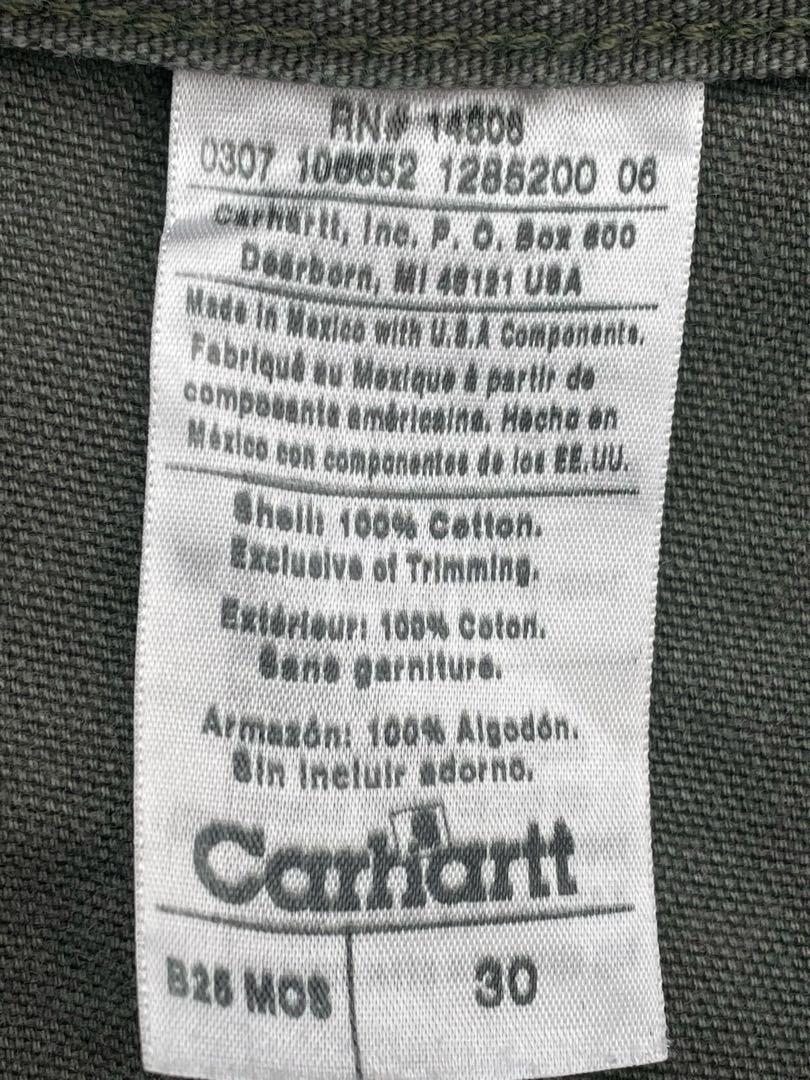 RN# 14806
0307 100652 1285200 06
Carhartt, Inc. P. O. Box 600
Dearborn, MI 48121 USA
Made in Mexico with U.S.A Components.
Fabriqué au Mexique à partir de
composants américains. Hecho en
México con componentes de los EE.UU.
Shell: 100% Cotton.
Exclusive of Trimming.
Extérieur: 100% Coton.
Sans garniture.
Armazón: 100% Algodón.
Sin incluir adorno.
Carhartt
B25 MOS
30